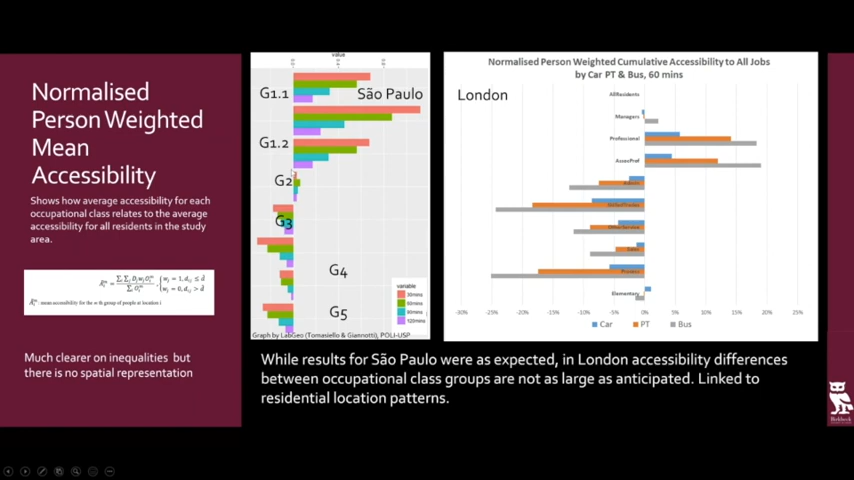 Normalised
Person Weighted
Mean
Accessibility
Shows how average accessibility for each
occupational class relates to the average
accessibility for all residents in the study
area.
Much clearer on inequalities but
there is no spatial representation
value
G1.1
São Paulo
G1.2
G2
G3
G4
G5
variable
30mins
60mins
90mins
120mins
Graph by LabGeo (Tomasiello & Giannotti), POLI-USP
Normalised Person Weighted Cumulative Accessibility to All Jobs
by Car PT & Bus, 60 mins
London
AllResidents
Managers
Professional
AssocProf
Admin
SkilledTrades
OtherService
Sales
Process
Elementary
-30% -25% -20% -15% -10% -5% 0% 5% 10% 15% 20% 25%
Car PT Bus
While results for São Paulo were as expected, in London accessibility differences
between occupational class groups are not as large as anticipated. Linked to
residential location patterns.
Birkbeck